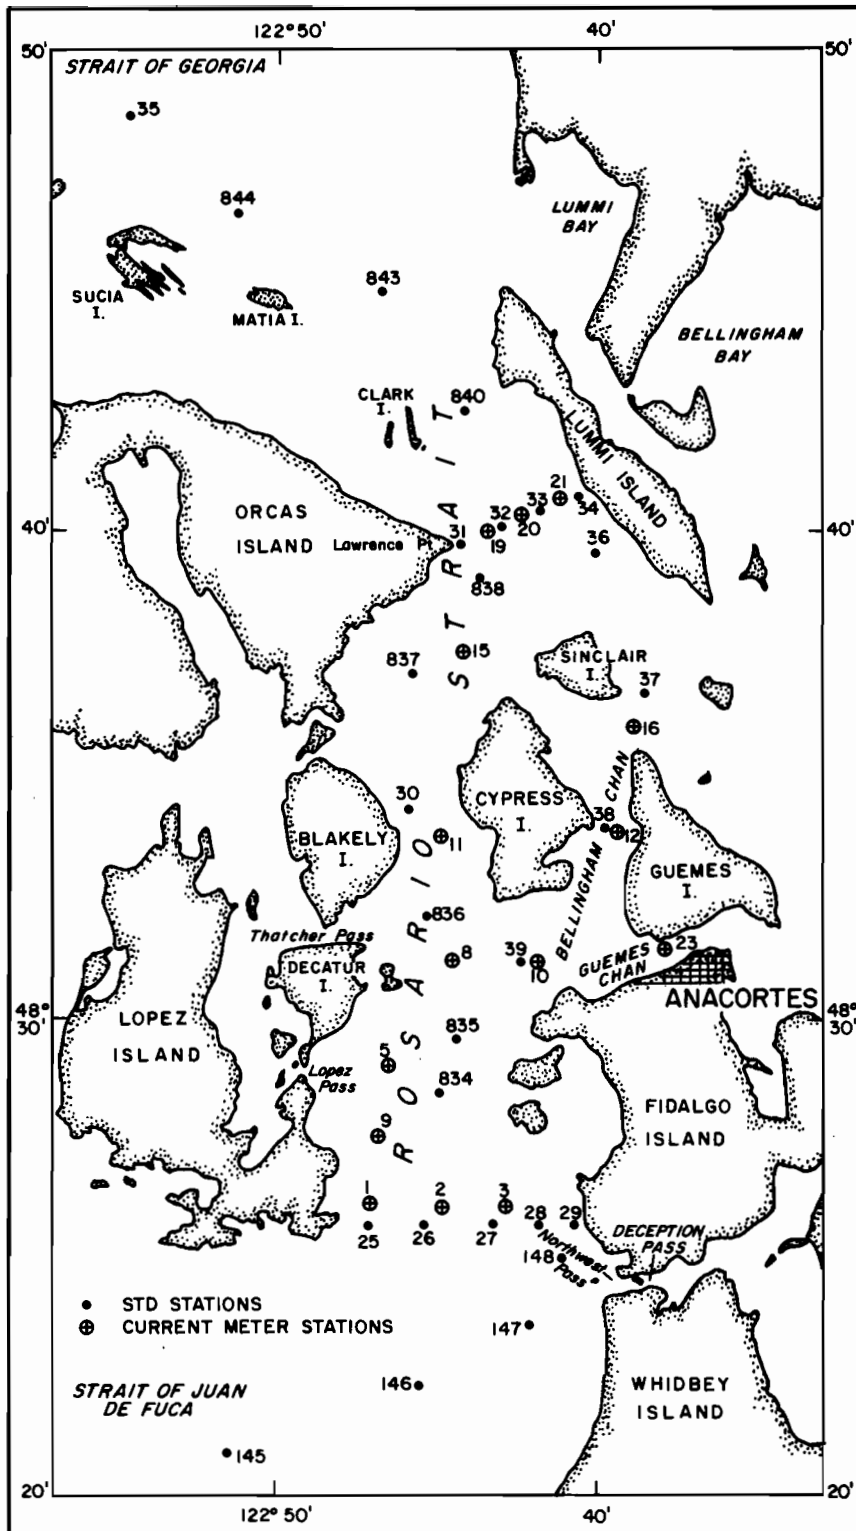 122° 50'
40'
50'
50'
STRAIT OF GEORGIA
35
844
LUMMI
BAY
843
SUCIA
I.
MATIA I.
BELLINGHAM
BAY
CLARK
I.
840
LUMMI ISLAND
21
33
32
34
20
ORCAS
ISLAND
40'
40'
Lawrence Pt.
31
19
36
838
15
SINCLAIR
I.
837
37
16
30
CYPRESS
I.
38
12
BLAKELY
I.
11
BELLINGHAM CHAN
GUEMES
I.
836
Thatcher Pass
8
39
10
23
GUEMES
CHAN
DECATUR
I.
ANACORTES
48°
30'
30'
LOPEZ
ISLAND
835
5
Lopez
Pass
834
FIDALGO
ISLAND
9
ROSARIO STRAIT
1
2
3
25
26
27
28
29
DECEPTION
PASS
148
Northwest
Pass
STD STATIONS
CURRENT METER STATIONS
147
146
STRAIT OF JUAN
DE FUCA
WHIDBEY
ISLAND
145
20'
20'
122° 50'
40'